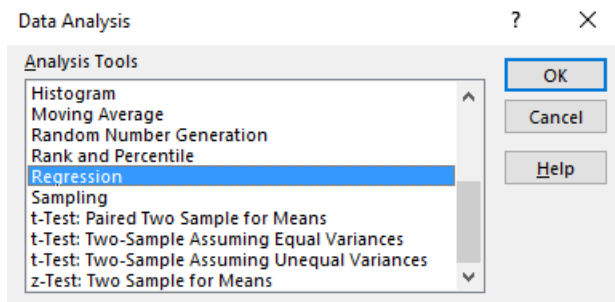 Data Analysis ? ×
Analysis Tools
Histogram
Moving Average
Random Number Generation
Rank and Percentile
Regression
Sampling
t-Test: Paired Two Sample for Means
t-Test: Two-Sample Assuming Equal Variances
t-Test: Two-Sample Assuming Unequal Variances
z-Test: Two Sample for Means
OK
Cancel
Help